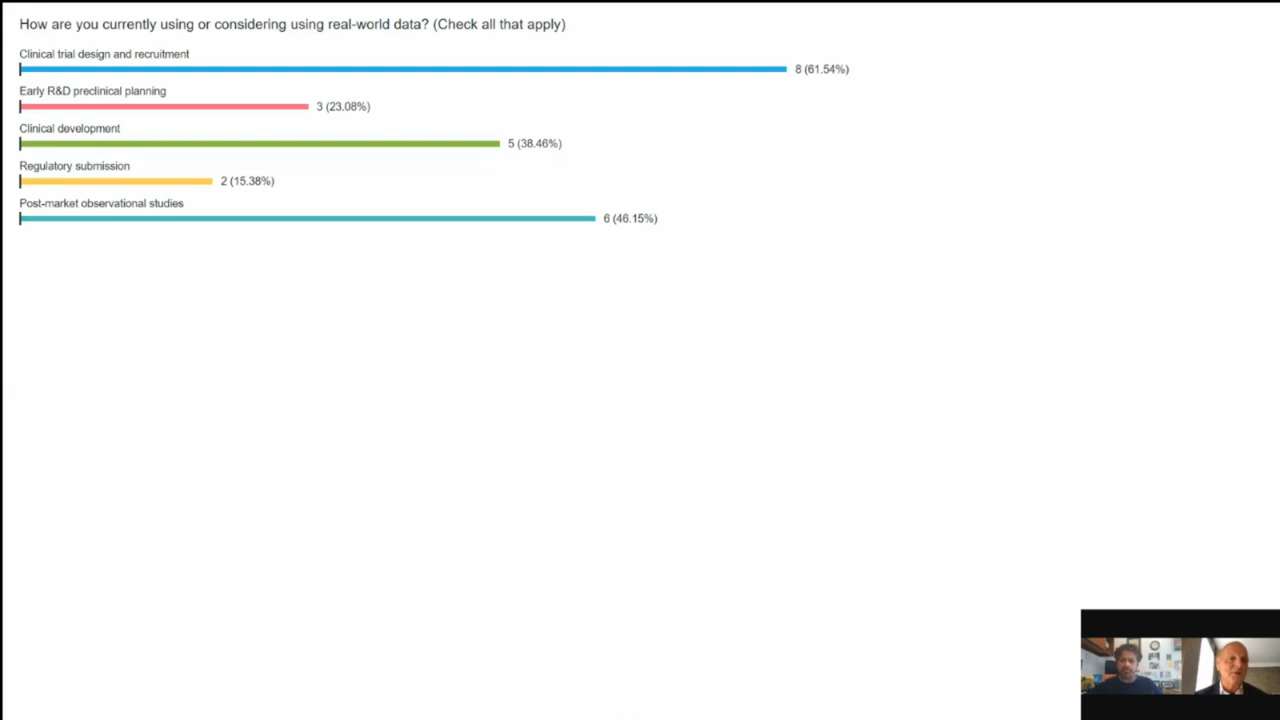 How are you currently using or considering using real-world data? (Check all that apply)
Clinical trial design and recruitment
8 (61.54%)
Early R&D preclinical planning
3 (23.08%)
Clinical development
5 (38.46%)
Regulatory submission
2 (15.38%)
Post-market observational studies
6 (46.15%)